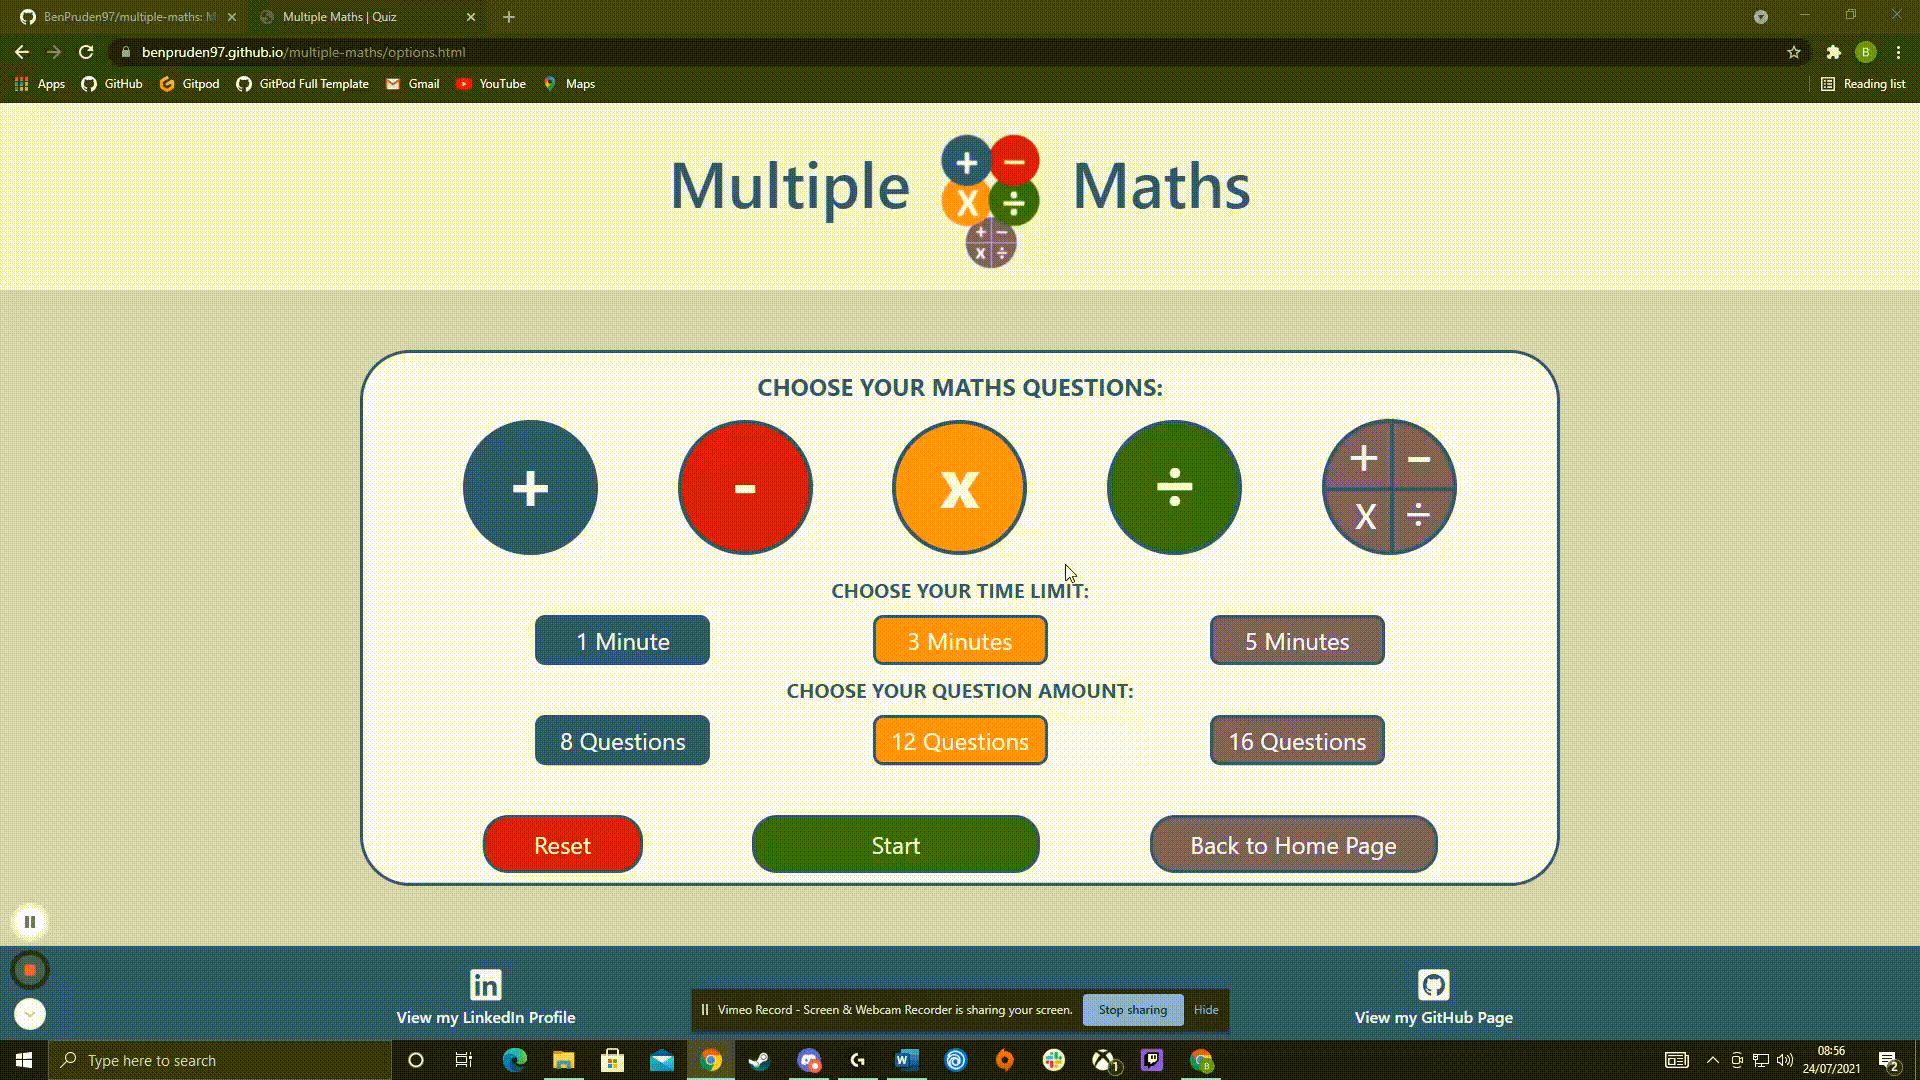 BenPruden97/multiple-maths: M
Multiple Maths | Quiz
benpruden97.github.io/multiple-maths/options.html
B
Apps
GitHub
Gitpod
GitPod Full Template
Gmail
YouTube
Maps
Reading list
Multiple
+ −
x ÷
+ −
x ÷
Maths
CHOOSE YOUR MATHS QUESTIONS:
+
-
x
÷
+ −
x ÷
CHOOSE YOUR TIME LIMIT:
1 Minute
3 Minutes
5 Minutes
CHOOSE YOUR QUESTION AMOUNT:
8 Questions
12 Questions
16 Questions
Reset
Start
Back to Home Page
in
View my LinkedIn Profile
Vimeo Record - Screen & Webcam Recorder is sharing your screen.
Stop sharing
Hide
View my GitHub Page
Type here to search
W
1
B
08:56
24/07/2021
2